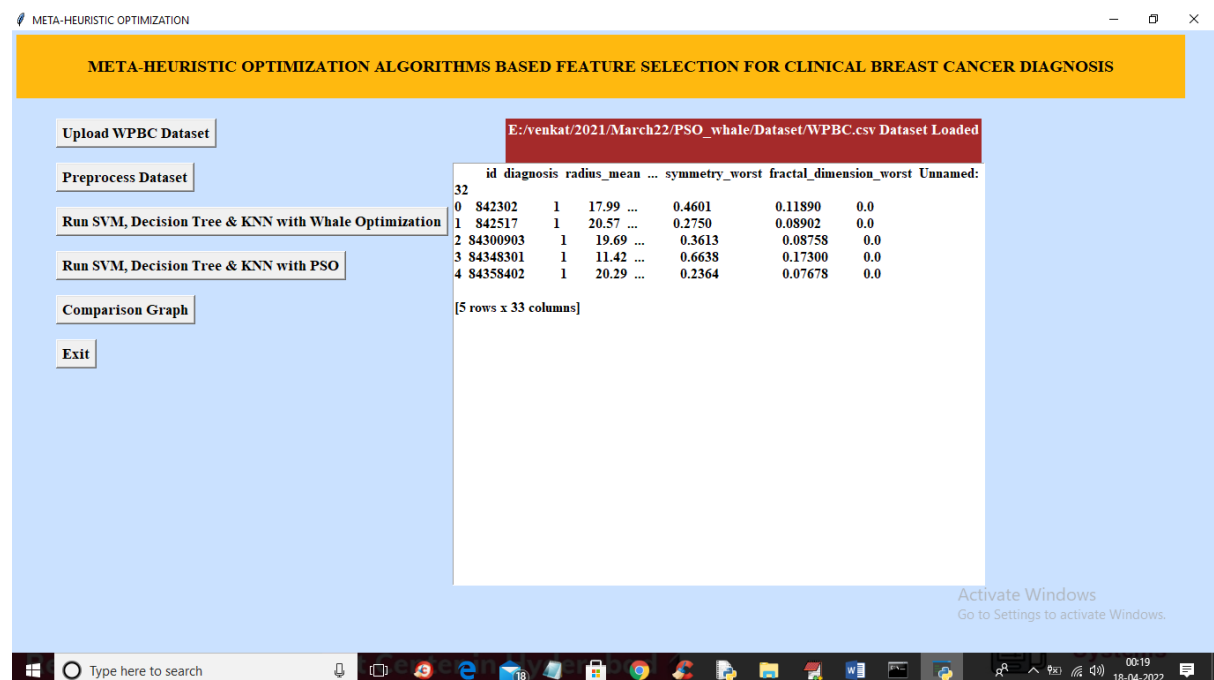 META-HEURISTIC OPTIMIZATION
META-HEURISTIC OPTIMIZATION ALGORITHMS BASED FEATURE SELECTION FOR CLINICAL BREAST CANCER DIAGNOSIS
Upload WPBC Dataset
Preprocess Dataset
Run SVM, Decision Tree & KNN with Whale Optimization
Run SVM, Decision Tree & KNN with PSO
Comparison Graph
Exit
E:/venkat/2021/March22/PSO_whale/Dataset/WPBC.csv Dataset Loaded
id diagnosis radius_mean ... symmetry_worst fractal_dimension_worst Unnamed:
32
0 842302 1 17.99 ... 0.4601 0.11890 0.0
1 842517 1 20.57 ... 0.2750 0.08902 0.0
2 84300903 1 19.69 ... 0.3613 0.08758 0.0
3 84348301 1 11.42 ... 0.6638 0.17300 0.0
4 84358402 1 20.29 ... 0.2364 0.07678 0.0
[5 rows x 33 columns]
Activate Windows
Go to Settings to activate Windows.
Systems
Type here to search
18
00:19
18-04-2022